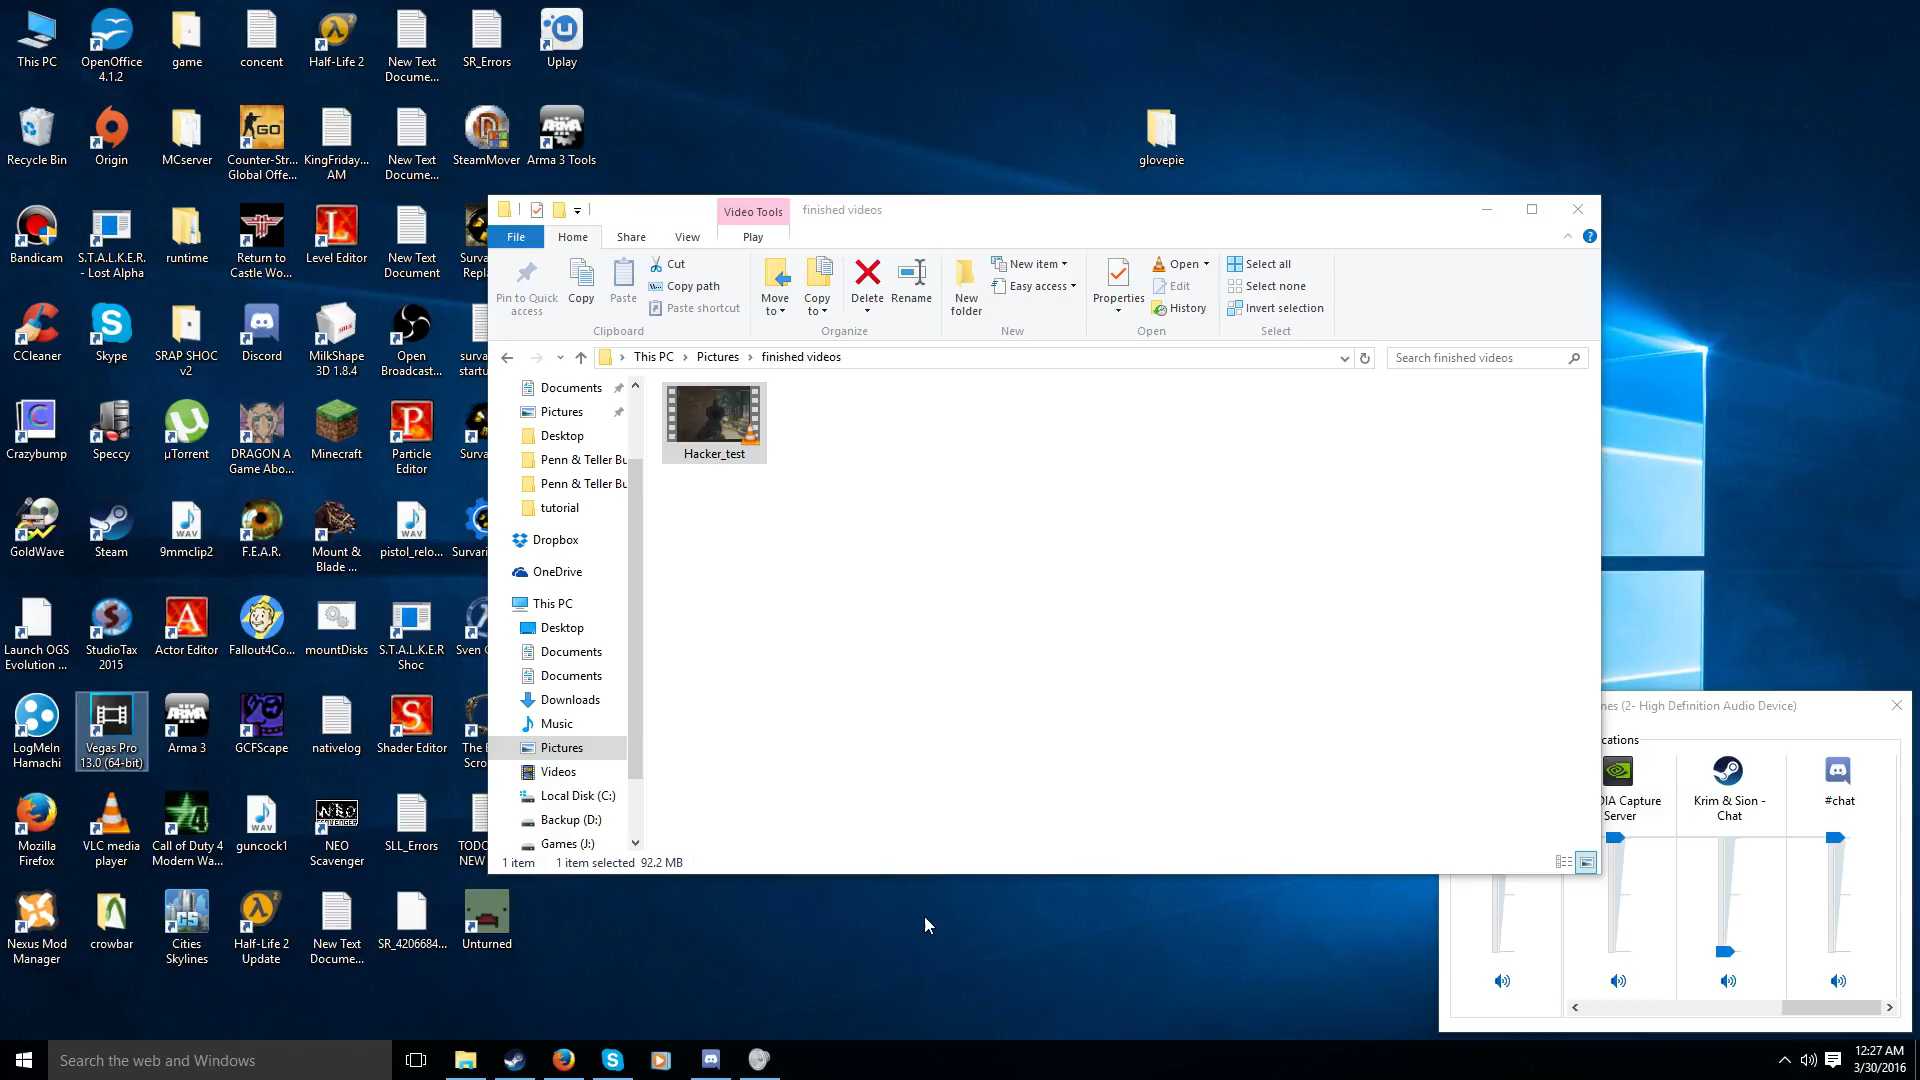 This PC
OpenOffice
4.1.2
game
concent
Half-Life 2
New Text
Docume...
SR_Errors
Uplay
Recycle Bin
Origin
MCserver
Counter-Str...
Global Offe...
KingFriday...
AM
New Text
Docume...
SteamMover
Arma 3 Tools
glovepie
Bandicam
S.T.A.L.K.E.R.
- Lost Alpha
runtime
Return to
Castle Wo...
Level Editor
New Text
Document
Surva
Repla
CCleaner
Skype
SRAP SHOC
v2
Discord
MilkShape
3D 1.8.4
Open
Broadcast...
surva
startu
Crazybump
Speccy
µTorrent
DRAGON A
Game Abo...
Minecraft
Particle
Editor
Surva
GoldWave
Steam
9mmclip2
F.E.A.R.
Mount &
Blade ...
pistol_relo...
Survari
Launch OGS
Evolution ...
StudioTax
2015
Actor Editor
Fallout4Co...
mountDisks
S.T.A.L.K.E.R
Shoc
Sven C
LogMeIn
Hamachi
Vegas Pro
13.0 (64-bit)
Arma 3
GCFScape
nativelog
Shader Editor
The E
Scro
Mozilla
Firefox
VLC media
player
Call of Duty 4
Modern Wa...
guncock1
NEO
Scavenger
SLL_Errors
TODO
NEW
Nexus Mod
Manager
crowbar
Cities
Skylines
Half-Life 2
Update
New Text
Docume...
SR_4206684...
Unturned
Video Tools
finished videos
File
Home
Share
View
Play
Pin to Quick
access
Copy
Paste
Cut
Copy path
Paste shortcut
Clipboard
Move
to
Copy
to
Delete
Rename
Organize
New
folder
New item
Easy access
New
Properties
Open
Edit
History
Open
Select all
Select none
Invert selection
Select
This PC
Pictures
finished videos
Search finished videos
Documents
Pictures
Desktop
Penn & Teller Bu
Penn & Teller Bu
tutorial
Dropbox
OneDrive
This PC
Desktop
Documents
Documents
Downloads
Music
Pictures
Videos
Local Disk (C:)
Backup (D:)
Games (J:)
Hacker_test
1 item
1 item selected 92.2 MB
nes (2- High Definition Audio Device)
cations
DIA Capture
Server
Krim & Sion -
Chat
#chat
Search the web and Windows
12:27 AM
3/30/2016